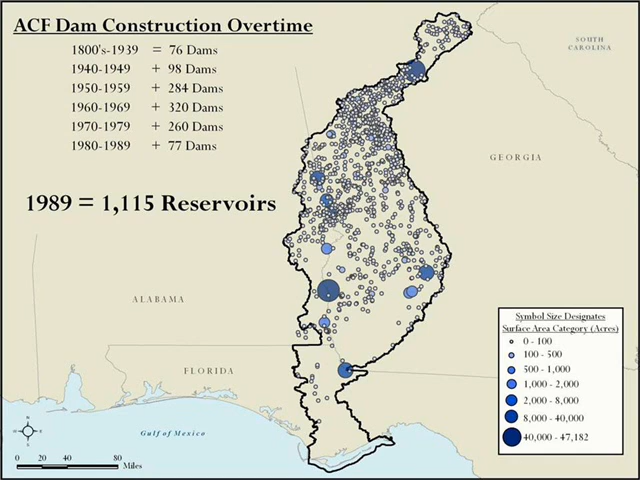 ACF Dam Construction Overtime
1800's-1939 = 76 Dams
1940-1949 + 98 Dams
1950-1959 + 284 Dams
1960-1969 + 320 Dams
1970-1979 + 260 Dams
1980-1989 + 77 Dams
1989 = 1,115 Reservoirs
SOUTH
CAROLINA
GEORGIA
ALABAMA
FLORIDA
Gulf of Mexico
N
W E
S
0 20 40 80
Miles
Symbol Size Designates
Surface Area Category (Acres)
0 - 100
100 - 500
500 - 1,000
1,000 - 2,000
2,000 - 8,000
8,000 - 40,000
40,000 - 47,182